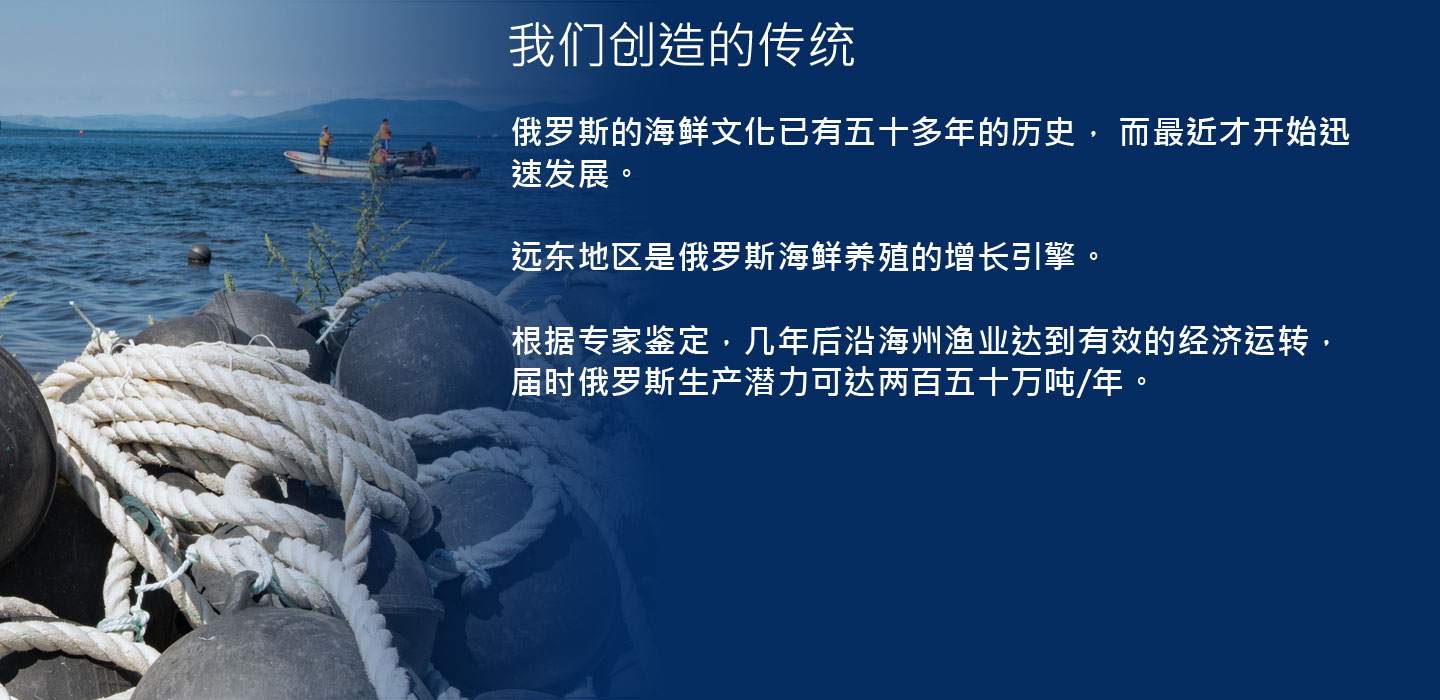 我们创造的传统
俄罗斯的海鲜文化已有五十多年的历史， 而最近才开始迅
速发展。
远东地区是俄罗斯海鲜养殖的增长引擎。
根据专家鉴定，几年后沿海州渔业达到有效的经济运转，
届时俄罗斯生产潜力可达两百五十万吨/年。